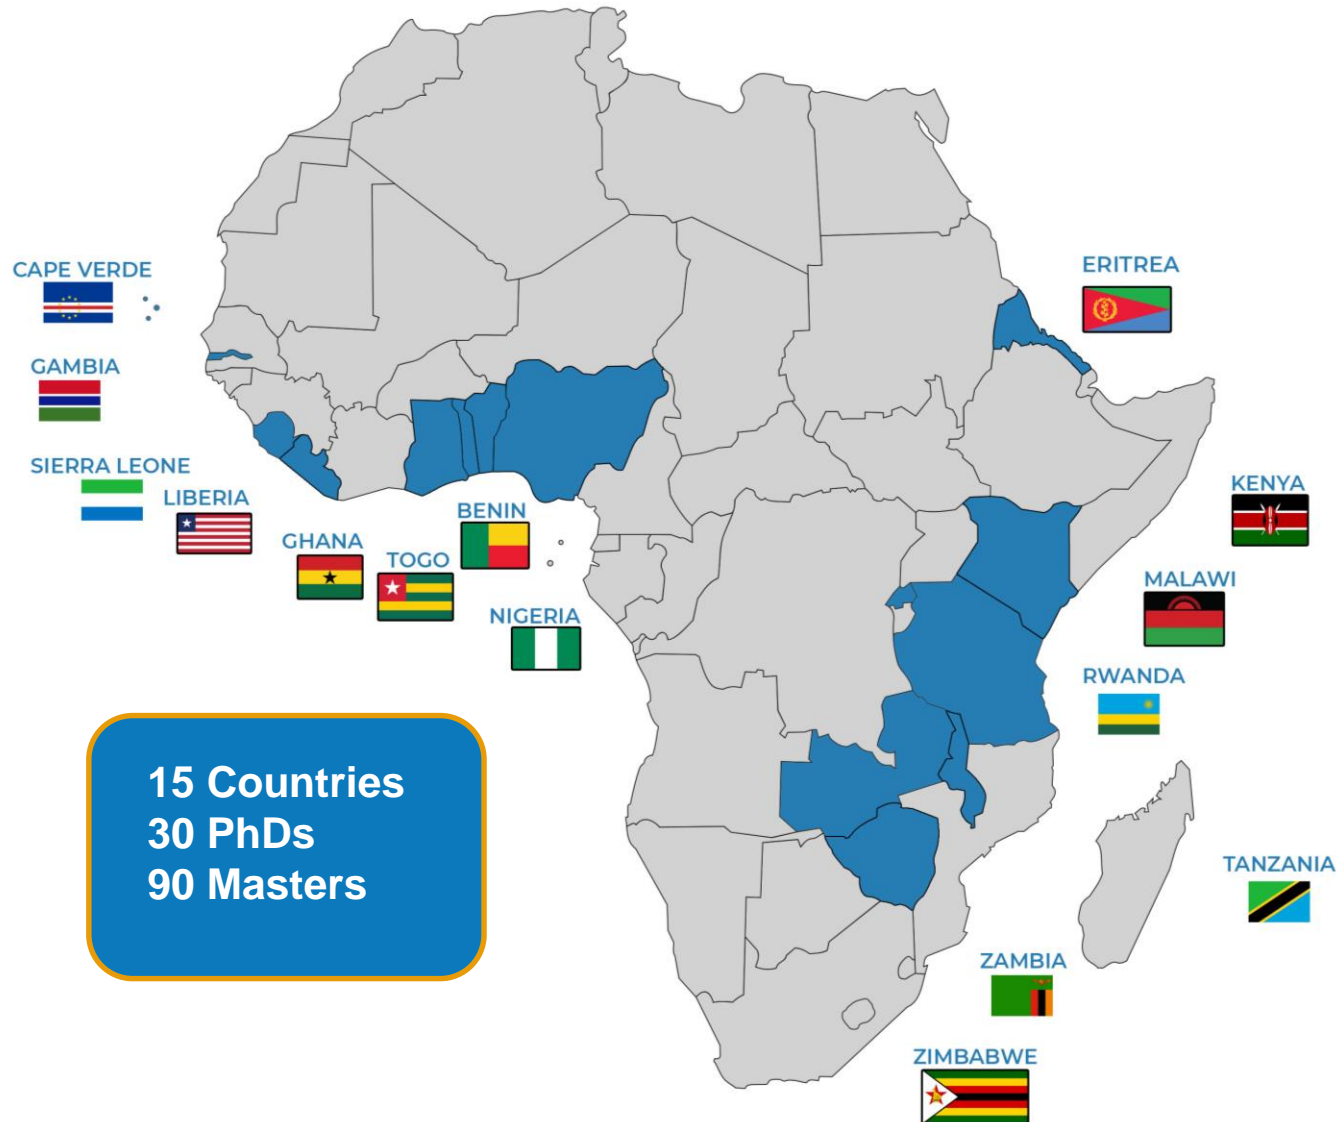 CAPE VERDE
GAMBIA
SIERRA LEONE
LIBERIA
GHANA
TOGO
BENIN
NIGERIA
ERITREA
KENYA
MALAWI
RWANDA
TANZANIA
ZAMBIA
ZIMBABWE
15 Countries
30 PhDs
90 Masters